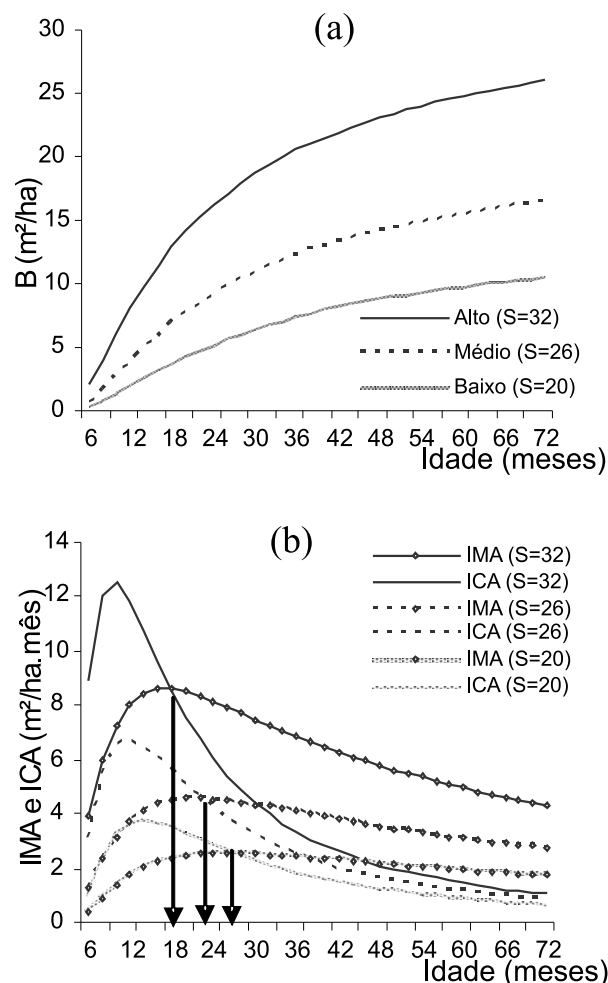 (a)
30
25
20
15
10
5
0
B (m²/ha)
Alto (S=32)
Médio (S=26)
Baixo (S=20)
6 12 18 24 30 36 42 48 54 60 66 72
Idade (meses)
(b)
14
12
10
8
6
4
2
0
IMA e ICA (m²/ha.mês)
IMA (S=32)
ICA (S=32)
IMA (S=26)
ICA (S=26)
IMA (S=20)
ICA (S=20)
6 12 18 24 30 36 42 48 54 60 66 72
Idade (meses)